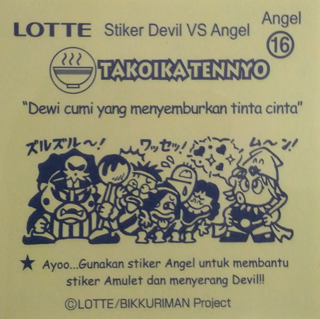 LOTTE Stiker Devil VS Angel Angel
16
TAKOIKA TENNYO
"Dewi cumi yang menyemburkan tinta cinta"
ズルズル〜! ワッセッ! ム〜ン!
★ Ayoo...Gunakan stiker Angel untuk membantu
stiker Amulet dan menyerang Devil!!
©LOTTE/BIKKURIMAN Project